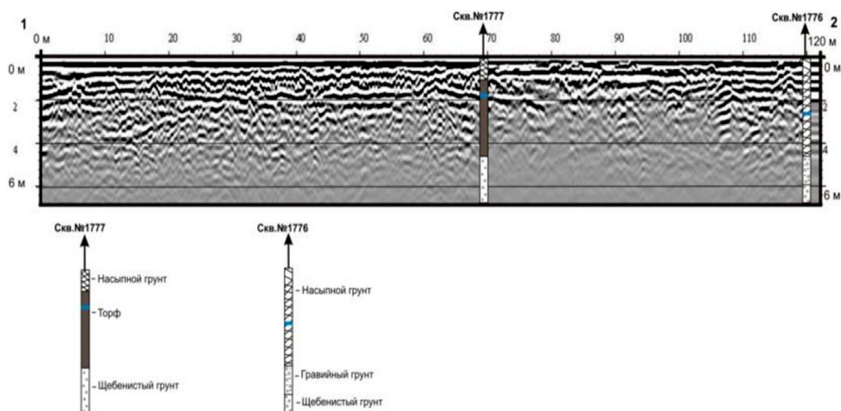 Скв.№1777
Скв.№1776
1
2
0 м
10
20
30
40
50
60
70
80
90
100
110
120 м
0 м
2
4
6 м
0 м
2
4
6 м
Скв.№1777
Насыпной грунт
Торф
Щебенистый грунт
Скв.№1776
Насыпной грунт
Гравийный грунт
Щебенистый грунт